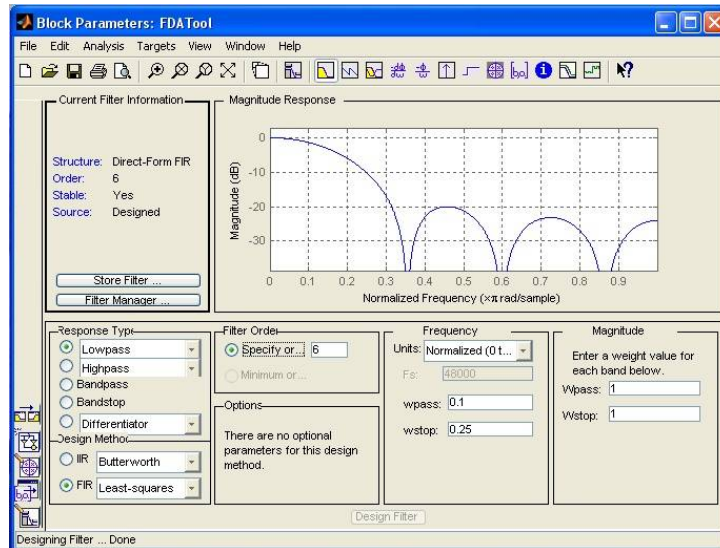 Block Parameters: FDATool
File Edit Analysis Targets View Window Help
Current Filter Information
Structure: Direct-Form FIR
Order: 6
Stable: Yes
Source: Designed
Store Filter ...
Filter Manager ...
Magnitude Response
Magnitude (dB)
0
-10
-20
-30
0 0.1 0.2 0.3 0.4 0.5 0.6 0.7 0.8 0.9
Normalized Frequency (×π rad/sample)
Response Type
Lowpass
Highpass
Bandpass
Bandstop
Differentiator
Design Method
IIR Butterworth
FIR Least-squares
Filter Order
Specify or... 6
Minimum or...
Options
There are no optional
parameters for this design
method.
Frequency
Units: Normalized (0 t...
Fs: 48000
wpass: 0.1
wstop: 0.25
Magnitude
Enter a weight value for
each band below.
Wpass: 1
Wstop: 1
Design Filter
Designing Filter ... Done